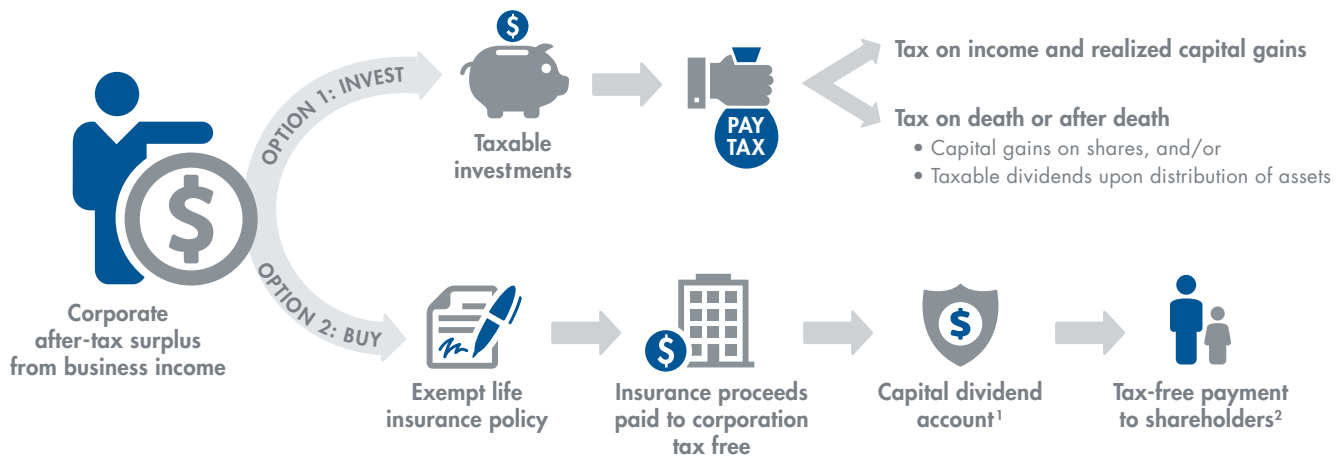 $
OPTION 1: INVEST
Taxable
investments
PAY
TAX
Tax on income and realized capital gains
Tax on death or after death
• Capital gains on shares, and/or
• Taxable dividends upon distribution of assets
$
Corporate
after-tax surplus
from business income
OPTION 2: BUY
Exempt life
insurance policy
$
Insurance proceeds
paid to corporation
tax free
$
Capital dividend
account¹
Tax-free payment
to shareholders²